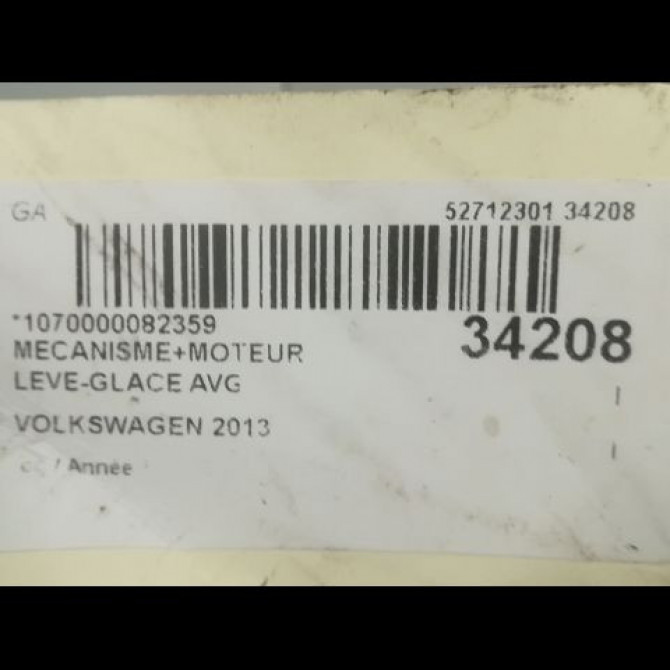 GA 52712301 34208
*1070000082359
34208
MECANISME+MOTEUR
LEVE-GLACE AVG
VOLKSWAGEN 2013
/ Année